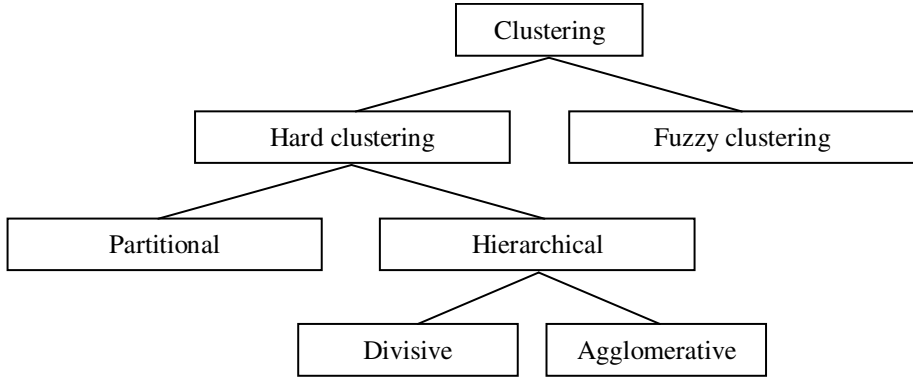 Clustering
Hard clustering
Fuzzy clustering
Partitional
Hierarchical
Divisive
Agglomerative